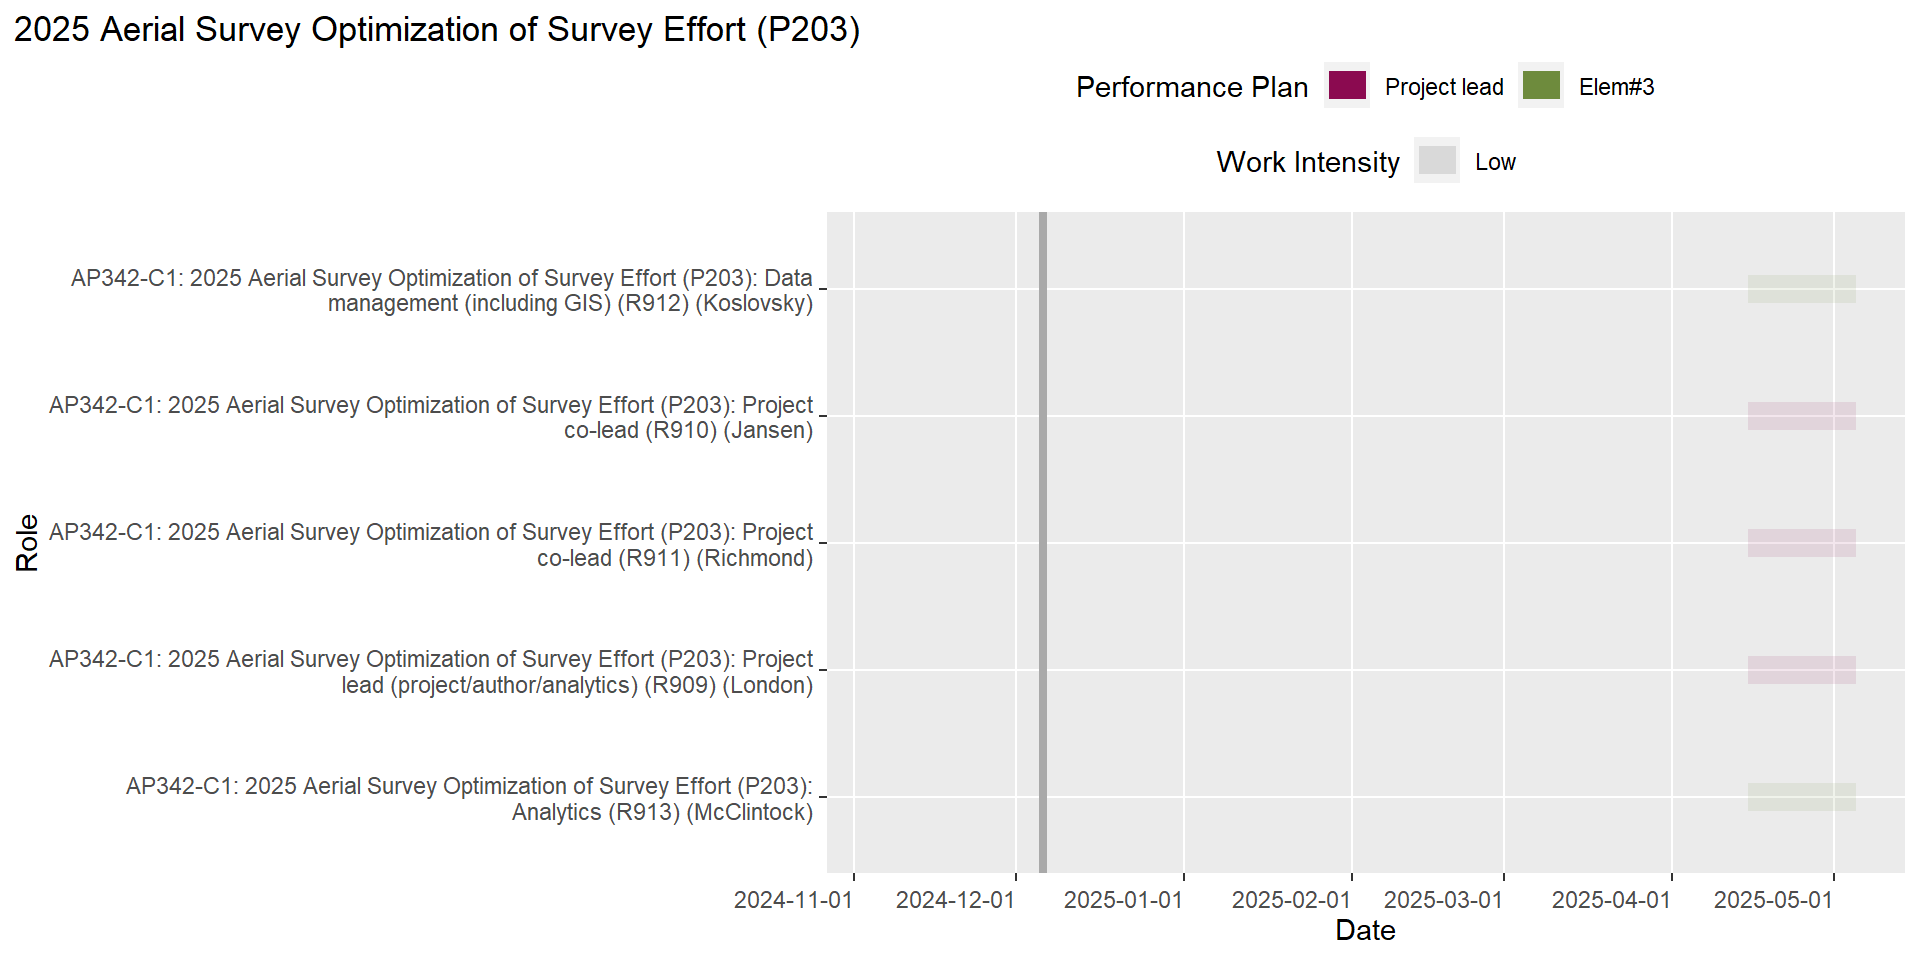 2025 Aerial Survey Optimization of Survey Effort (P203)
Performance Plan Project lead Elem#3
Work Intensity Low
AP342-C1: 2025 Aerial Survey Optimization of Survey Effort (P203): Data
management (including GIS) (R912) (Koslovsky)
AP342-C1: 2025 Aerial Survey Optimization of Survey Effort (P203): Project
co-lead (R910) (Jansen)
Role
AP342-C1: 2025 Aerial Survey Optimization of Survey Effort (P203): Project
co-lead (R911) (Richmond)
AP342-C1: 2025 Aerial Survey Optimization of Survey Effort (P203): Project
lead (project/author/analytics) (R909) (London)
AP342-C1: 2025 Aerial Survey Optimization of Survey Effort (P203):
Analytics (R913) (McClintock)
2024-11-01 2024-12-01 2025-01-01 2025-02-01 2025-03-01 2025-04-01 2025-05-01
Date